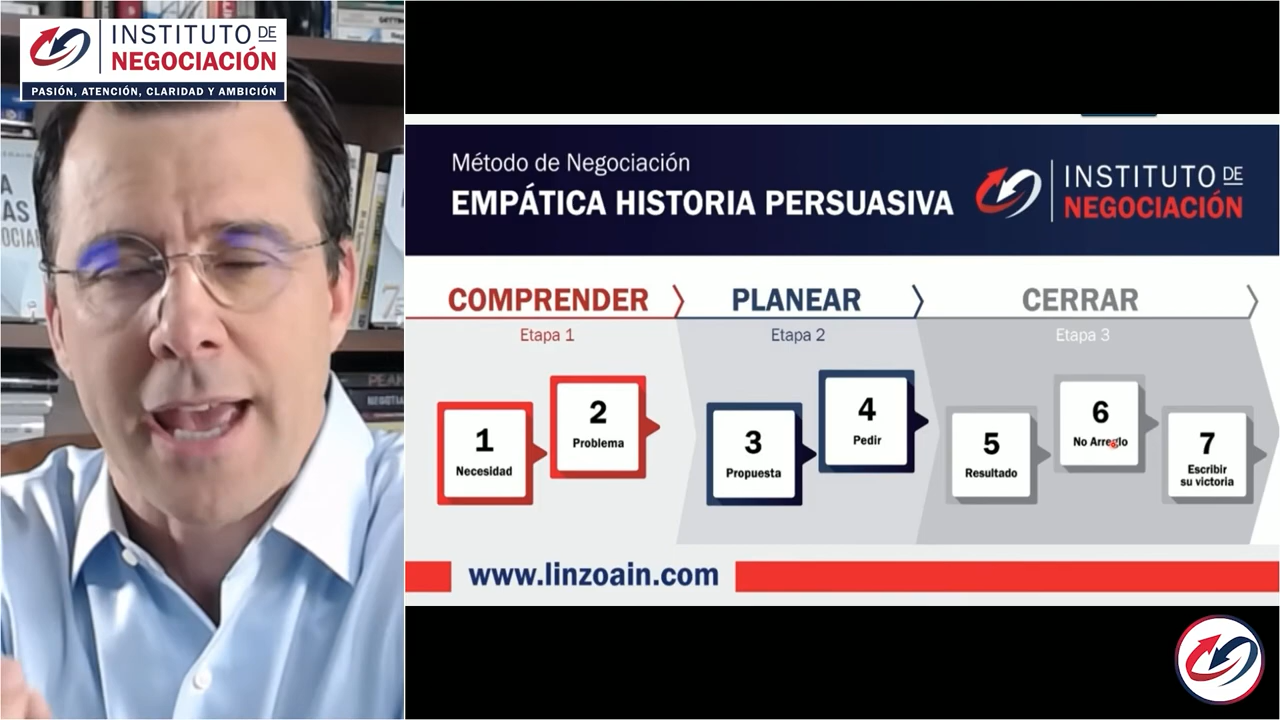 INSTITUTO DE
NEGOCIACIÓN
PASIÓN, ATENCIÓN, CLARIDAD Y AMBICIÓN
Método de Negociación
EMPÁTICA HISTORIA PERSUASIVA
INSTITUTO DE
NEGOCIACIÓN
COMPRENDER
PLANEAR
CERRAR
Etapa 1
Etapa 2
Etapa 3
1
Necesidad
2
Problema
3
Propuesta
4
Pedir
5
Resultado
6
No Arreglo
7
Escribir
su victoria
www.linzoain.com